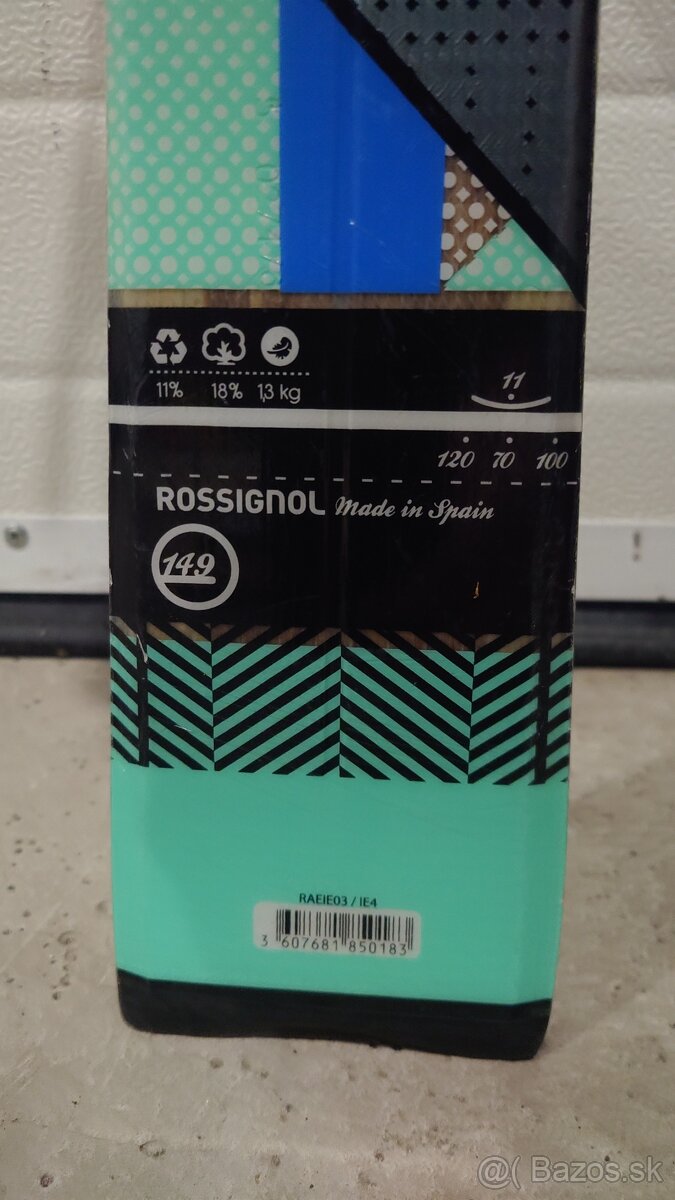 11% 18% 1,3 kg
11
120 70 100
ROSSIGNOL Made in Spain
149
RAEIE03 / IE4
3 607681 850183
@( Bazos.sk